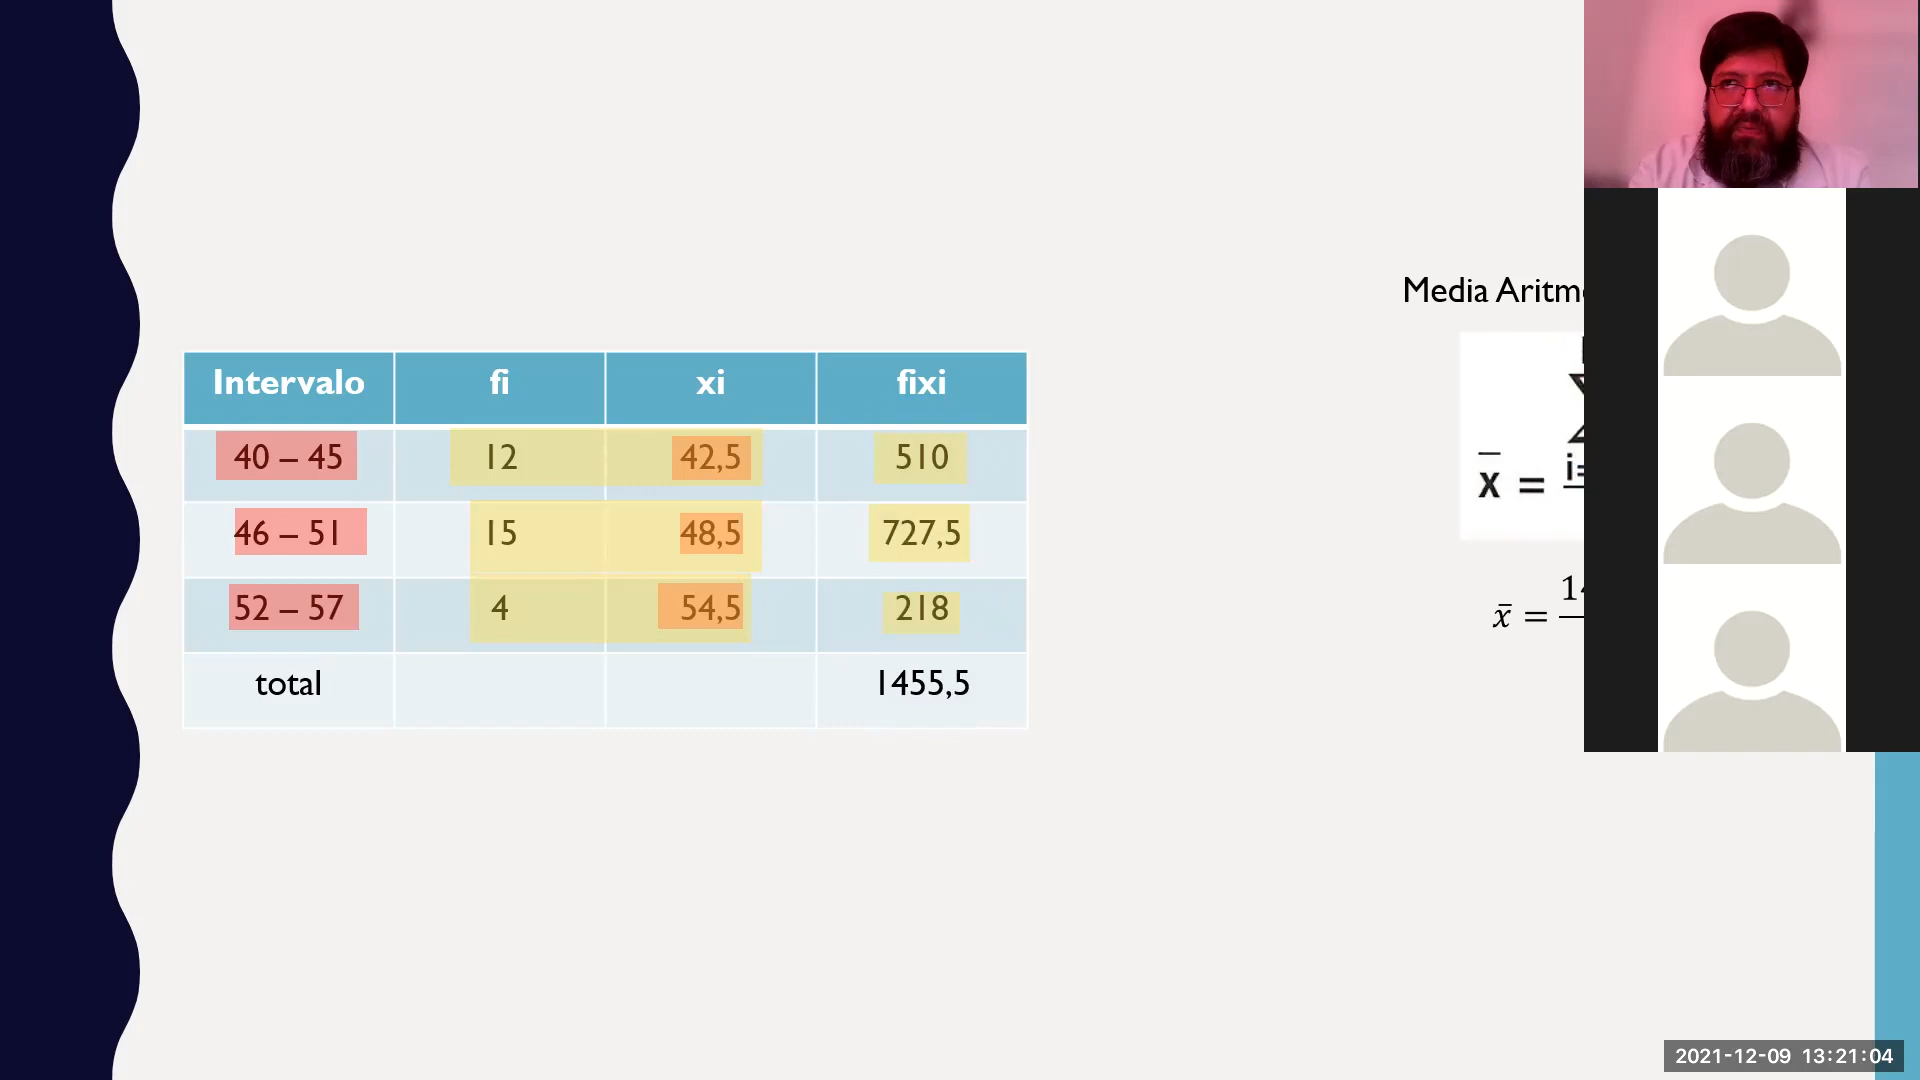 Media
Intervalo fi xi fixi
40 – 45 12 42,5 510
46 – 51 15 48,5 727,5
52 – 57 4 54,5 218
total 1455,5
x̄ =
x̄ =
2021-12-09 13:21:04